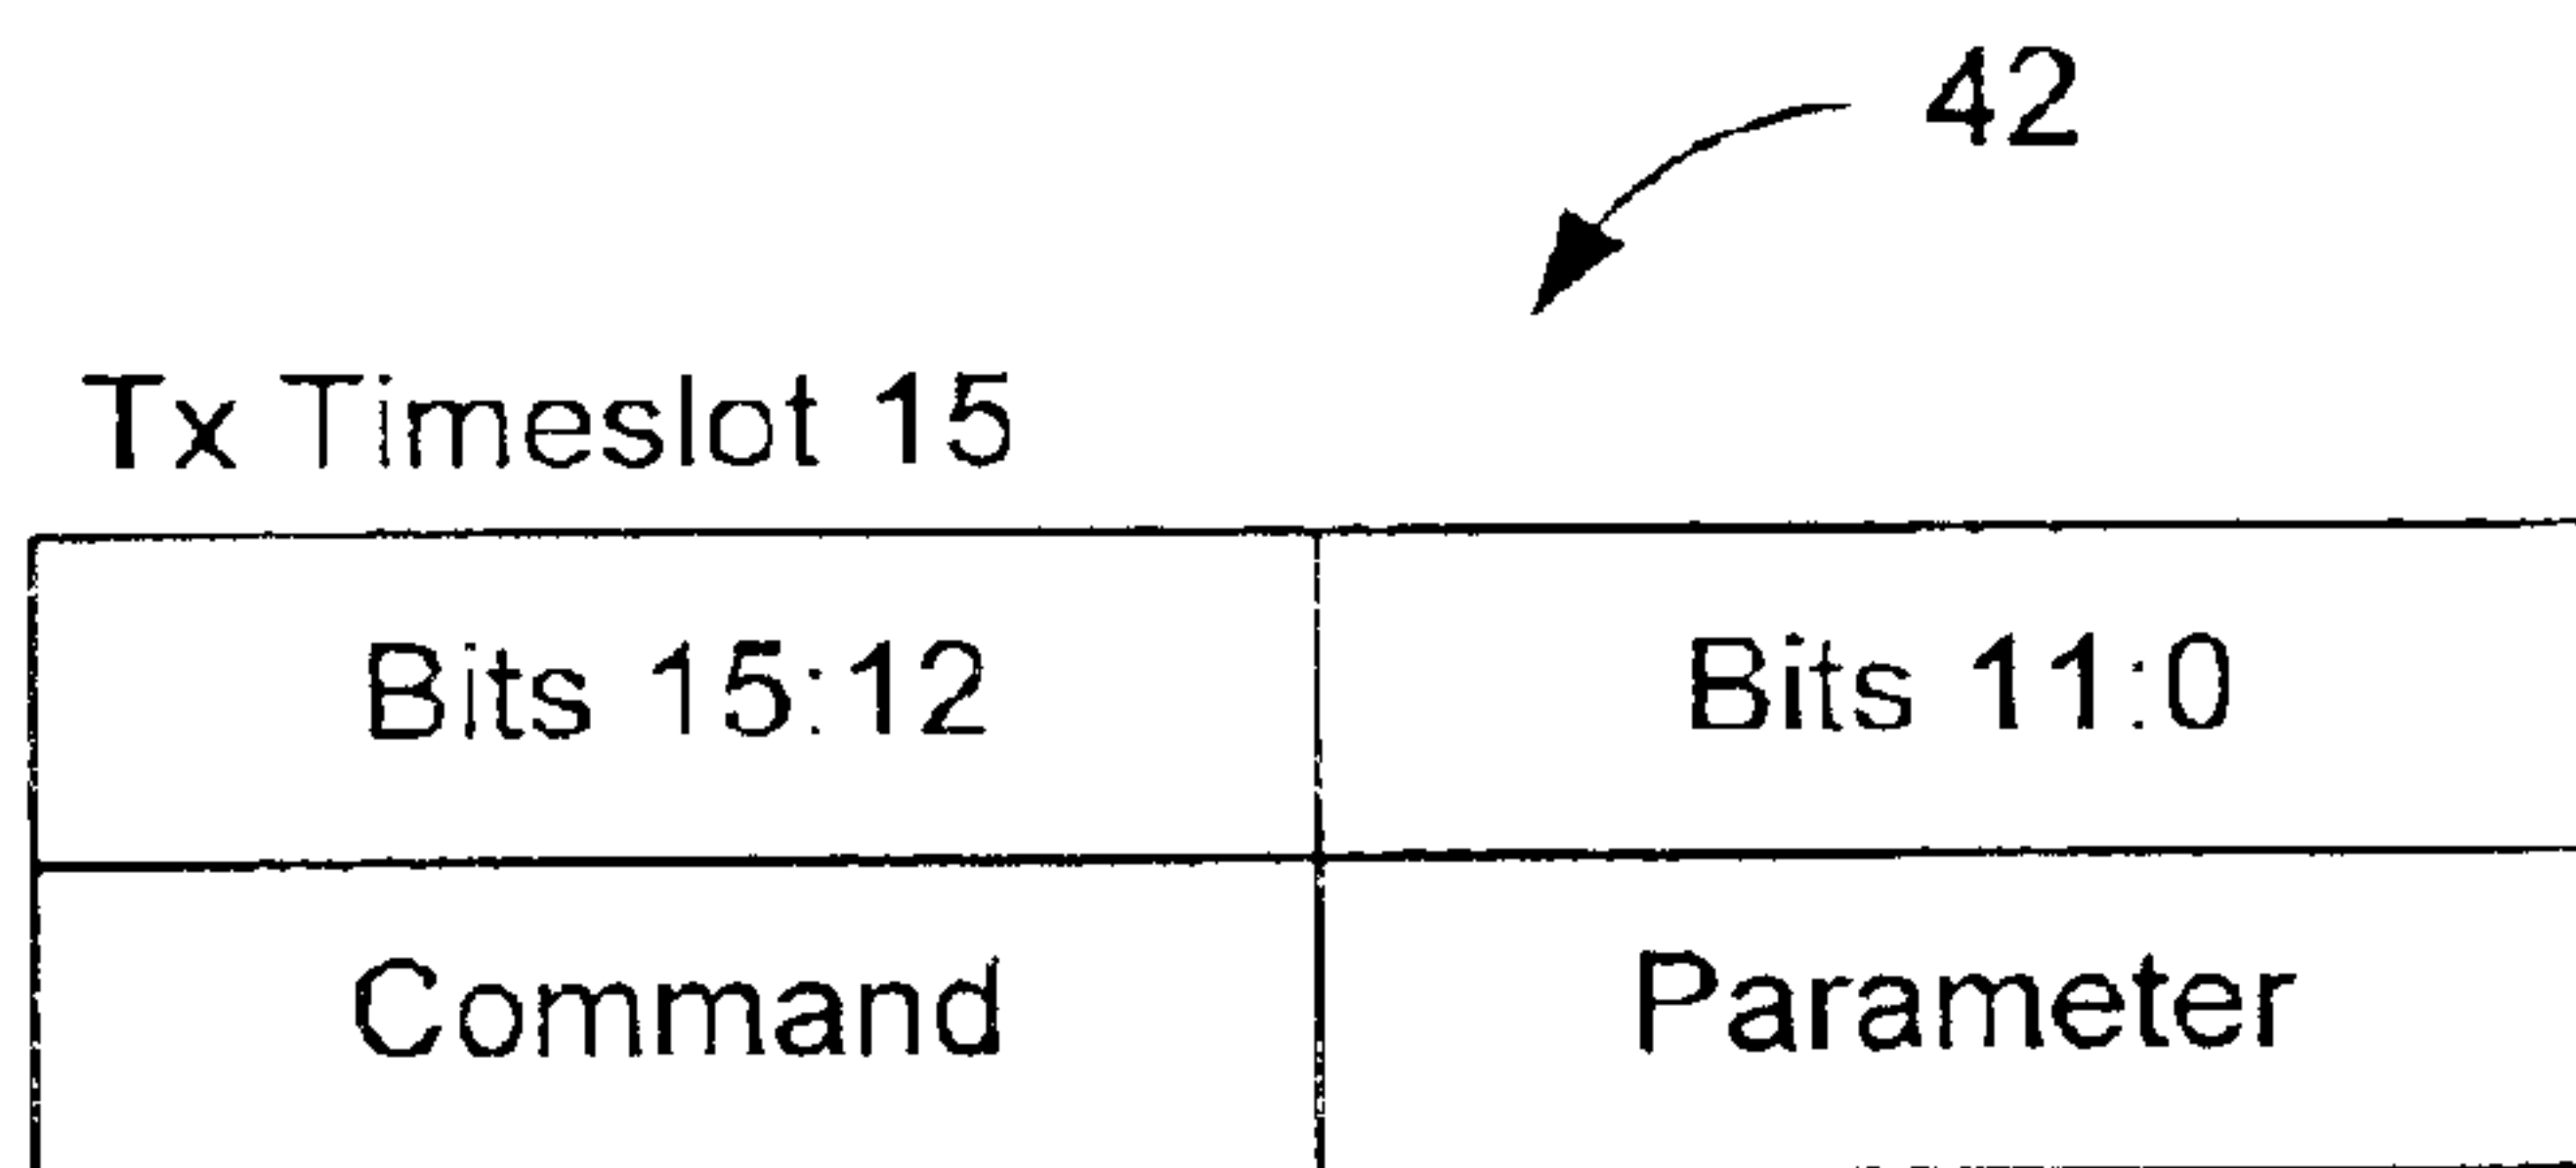 42
Tx Timeslot 15
Bits 15:12 Bits 11:0
Command Parameter